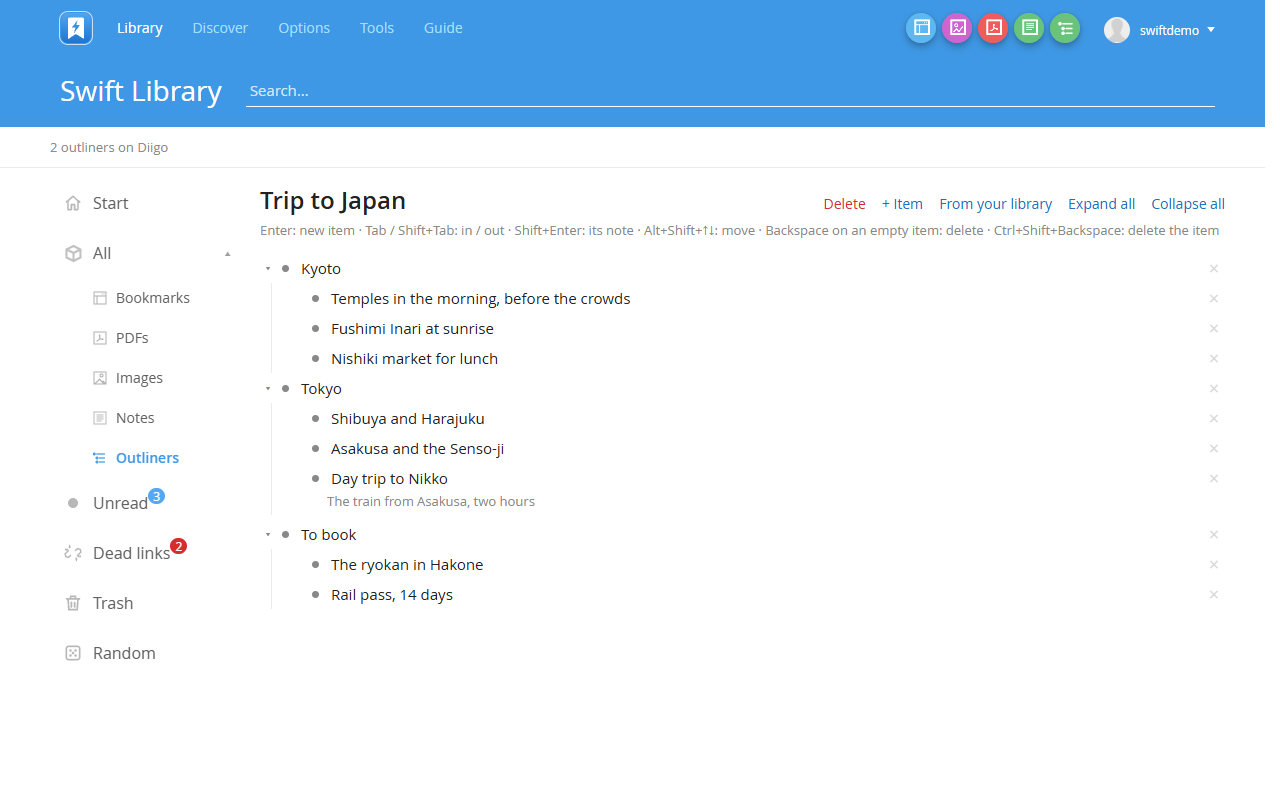 Library Discover Options Tools Guide swiftdemo
Swift Library Search...
2 outliners on Diigo
Start
All
Bookmarks
PDFs
Images
Notes
Outliners
Unread 3
Dead links 2
Trash
Random
Trip to Japan Delete + Item From your library Expand all Collapse all
Enter: new item · Tab / Shift+Tab: in / out · Shift+Enter: its note · Alt+Shift+↑↓: move · Backspace on an empty item: delete · Ctrl+Shift+Backspace: delete the item
Kyoto
Temples in the morning, before the crowds
Fushimi Inari at sunrise
Nishiki market for lunch
Tokyo
Shibuya and Harajuku
Asakusa and the Senso-ji
Day trip to Nikko
The train from Asakusa, two hours
To book
The ryokan in Hakone
Rail pass, 14 days